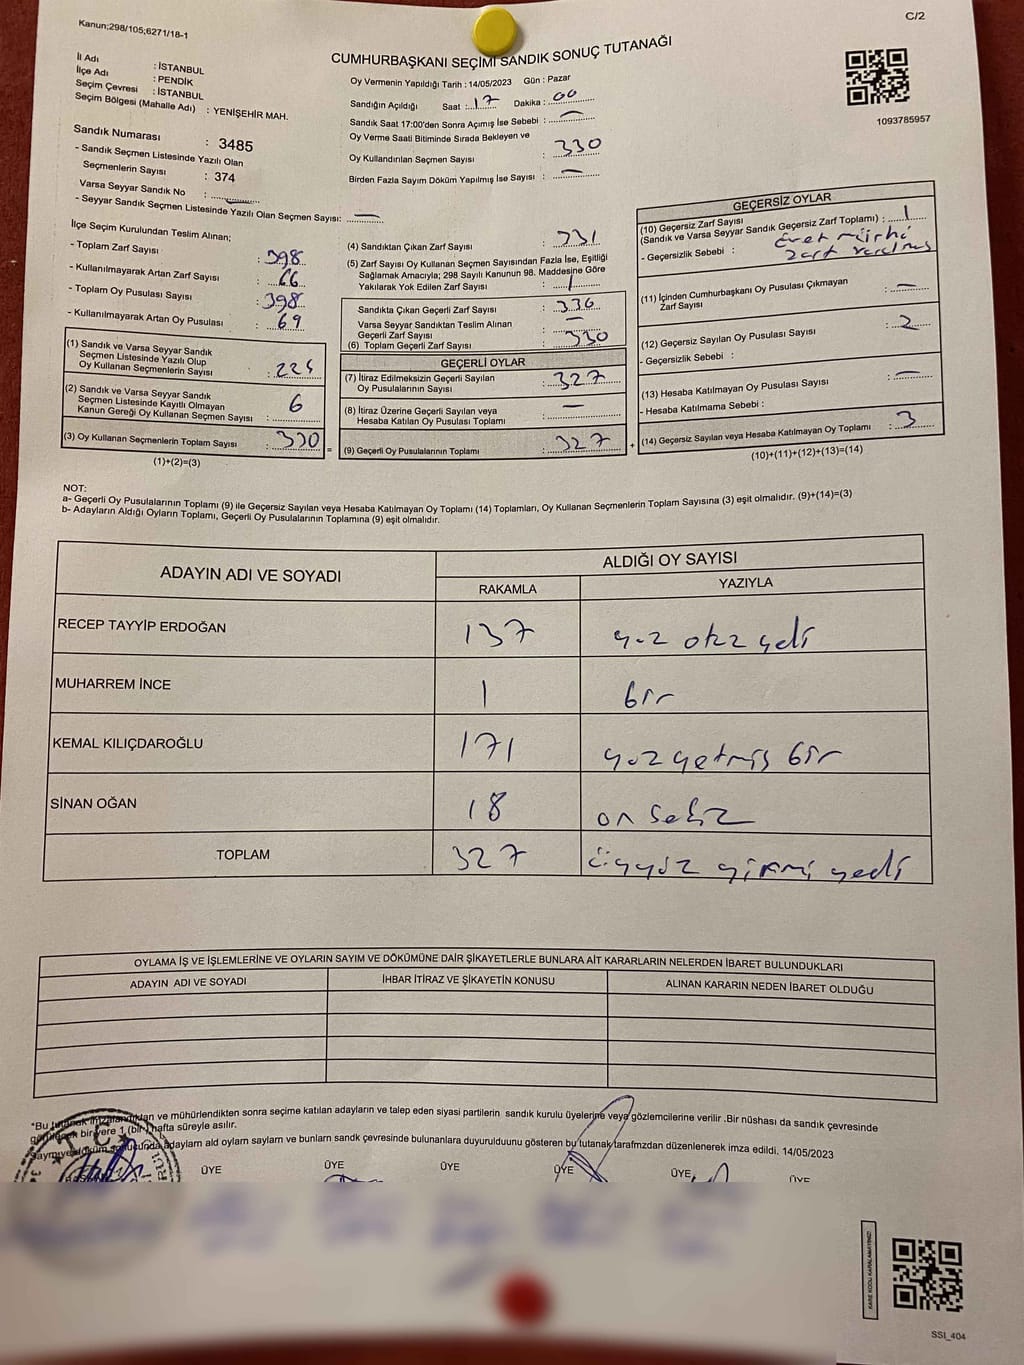 Kanun;298/105;6271/18-1
C/2
CUMHURBAŞKANI SEÇİMİ SANDIK SONUÇ TUTANAĞI
İl Adı : İSTANBUL
İlçe Adı : PENDİK
Seçim Çevresi : İSTANBUL
Seçim Bölgesi (Mahalle Adı) : YENİŞEHİR MAH.
Oy Vermenin Yapıldığı Tarih : 14/05/2023 Gün : Pazar
Sandığın Açıldığı Saat : 17 Dakika : 00
Sandık Saat 17:00'den Sonra Açımış İse Sebebi : —
Oy Verme Saati Bitiminde Sırada Bekleyen ve
Oy Kullandırılan Seçmen Sayısı : 330
Birden Fazla Sayım Döküm Yapılmış İse Sayısı : —
1093785957
Sandık Numarası : 3485
- Sandık Seçmen Listesinde Yazılı Olan
Seçmenlerin Sayısı : 374
Varsa Seyyar Sandık No :
- Seyyar Sandık Seçmen Listesinde Yazılı Olan Seçmen Sayısı: —
İlçe Seçim Kurulundan Teslim Alınan;
- Toplam Zarf Sayısı : 398
- Kullanılmayarak Artan Zarf Sayısı : 66
- Toplam Oy Pusulası Sayısı : 398
- Kullanılmayarak Artan Oy Pusulası : 69
(1) Sandık ve Varsa Seyyar Sandık
Seçmen Listesinde Yazılı Olup
Oy Kullanan Seçmenlerin Sayısı :
(2) Sandık ve Varsa Seyyar Sandık
Seçmen Listesinde Kayıtlı Olmayan
Kanun Gereği Oy Kullanan Seçmen Sayısı : 6
(3) Oy Kullanan Seçmenlerin Toplam Sayısı : 330
(1)+(2)=(3)
(4) Sandıktan Çıkan Zarf Sayısı : 331
(5) Zarf Sayısı Oy Kullanan Seçmen Sayısından Fazla İse, Eşitliği
Sağlamak Amacıyla; 298 Sayılı Kanunun 98. Maddesine Göre
Yakılarak Yok Edilen Zarf Sayısı : 1
Sandıkta Çıkan Geçerli Zarf Sayısı : 330
Varsa Seyyar Sandıktan Teslim Alınan
Geçerli Zarf Sayısı : —
(6) Toplam Geçerli Zarf Sayısı : 330
GEÇERLİ OYLAR
(7) İtiraz Edilmeksizin Geçerli Sayılan
Oy Pusulalarının Sayısı : 327
(8) İtiraz Üzerine Geçerli Sayılan veya
Hesaba Katılan Oy Pusulası Toplamı : —
(9) Geçerli Oy Pusulalarının Toplamı : 327
GEÇERSİZ OYLAR
(10) Geçersiz Zarf Sayısı
(Sandık ve Varsa Seyyar Sandık Geçersiz Zarf Toplamı) : 1
- Geçersizlik Sebebi : Evet mührü
zarf
(11) İçinden Cumhurbaşkanı Oy Pusulası Çıkmayan
Zarf Sayısı : —
(12) Geçersiz Sayılan Oy Pusulası Sayısı : 2
- Geçersizlik Sebebi :
(13) Hesaba Katılmayan Oy Pusulası Sayısı : —
- Hesaba Katılmama Sebebi :
(14) Geçersiz Sayılan veya Hesaba Katılmayan Oy Toplamı : 3
(10)+(11)+(12)+(13)=(14)
NOT:
a- Geçerli Oy Pusulalarının Toplamı (9) ile Geçersiz Sayılan veya Hesaba Katılmayan Oy Toplamı (14) Toplamları, Oy Kullanan Seçmenlerin Toplam Sayısına (3) eşit olmalıdır. (9)+(14)=(3)
b- Adayların Aldığı Oyların Toplamı, Geçerli Oy Pusulalarının Toplamına (9) eşit olmalıdır.
ADAYIN ADI VE SOYADI ALDIĞI OY SAYISI
RAKAMLA YAZIYLA
RECEP TAYYİP ERDOĞAN 137 yüz otuz yedi
MUHARREM İNCE 1 bir
KEMAL KILIÇDAROĞLU 171 yüz yetmiş bir
SİNAN OĞAN 18 on sekiz
TOPLAM 327 üçyüz yirmi yedi
OYLAMA İŞ VE İŞLEMLERİNE VE OYLARIN SAYIM VE DÖKÜMÜNE DAİR ŞİKAYETLERLE BUNLARA AİT KARARLARIN NELERDEN İBARET BULUNDUKLARI
ADAYIN ADI VE SOYADI İHBAR İTİRAZ VE ŞİKAYETİN KONUSU ALINAN KARARIN NEDEN İBARET OLDUĞU
*Bu tutanak imzalandıktan ve mühürlendikten sonra seçime katılan adayların ve talep eden siyasi partilerin sandık kurulu üyelerine veya gözlemcilerine verilir .Bir nüshası da sandık çevresinde
bir yere 1 (bir) hafta süreyle asılır.
adayların ald oyların sayların ve bunların sandk çevresinde bulunanlara duyurulduunu gösteren bu tutanak tarafmzdan düzenlenerek imza edildi. 14/05/2023
ÜYE ÜYE ÜYE ÜYE ÜYE ÜYE
T.C.
KARE KODU KARALAMAYINIZ!
SSI_404